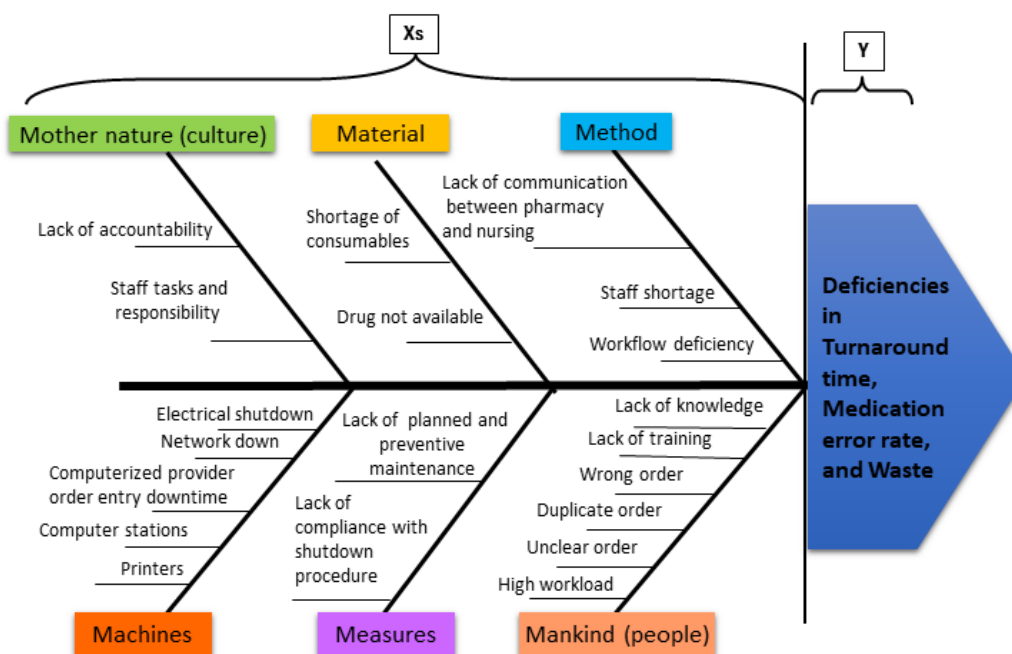 Xs
Y
Mother nature (culture)
Material
Method
Lack of accountability
Staff tasks and
responsibility
Shortage of
consumables
Drug not available
Lack of communication
between pharmacy
and nursing
Staff shortage
Workflow deficiency
Deficiencies
in
Turnaround
time,
Medication
error rate,
and Waste
Electrical shutdown
Network down
Computerized provider
order entry downtime
Computer stations
Printers
Lack of planned and
preventive
maintenance
Lack of
compliance with
shutdown
procedure
Lack of knowledge
Lack of training
Wrong order
Duplicate order
Unclear order
High workload
Machines
Measures
Mankind (people)